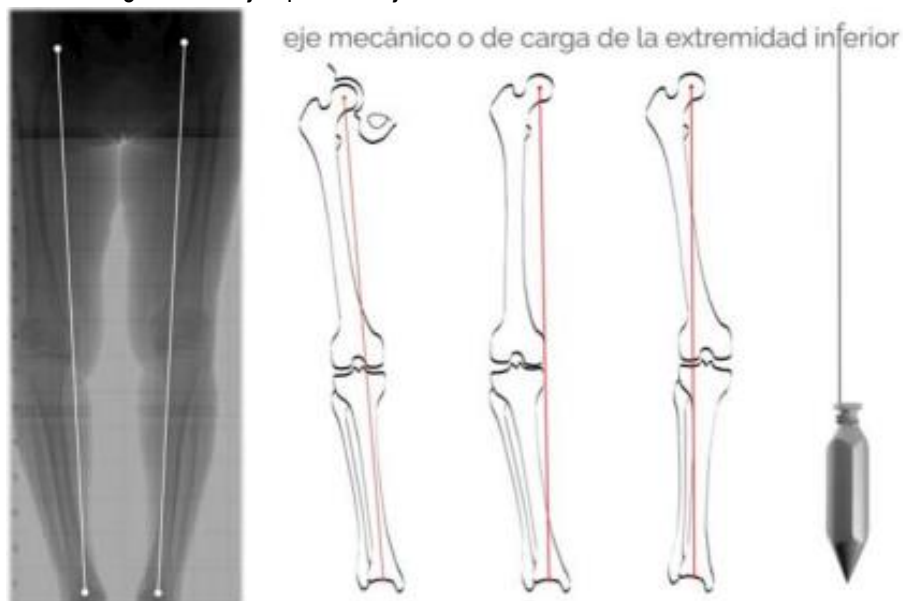 eje mecánico o de carga de la extremidad inferior